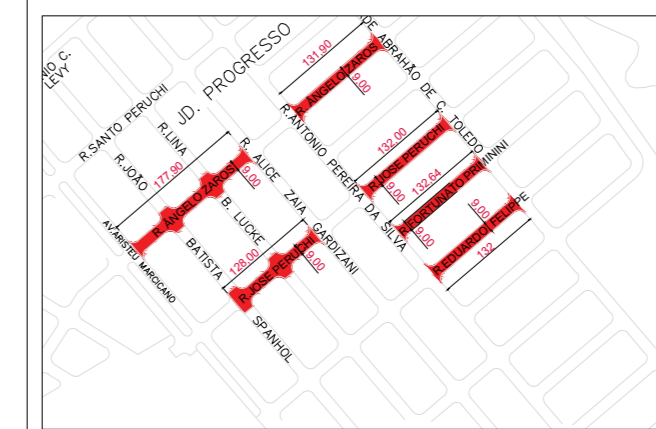 NIO C.
LEVY
R.SANTO PERUCHI
JD. PROGRESSO
R.JOÃO
BATISTA
SPANHOL
R.LINA
B. LUCKE
R. ALICE ZAIA GARDIZANI
177.90
R. ANGELO ZAROS
9.00
AV.ARISTEU MARCICANO
128.00
R.JOSE PERUCHI
9.00
131.90
R. ANGELO ZAROS
9.00
DE ABRAHÃO DE C. TOLEDO
R.ANTONIO PEREIRA DA SILVA
132.00
R.JOSE PERUCHI
9.00
132.64
R.FORTUNATO PRIMININI
9.00
9.00
R.EDUARDO FELIPPE
132